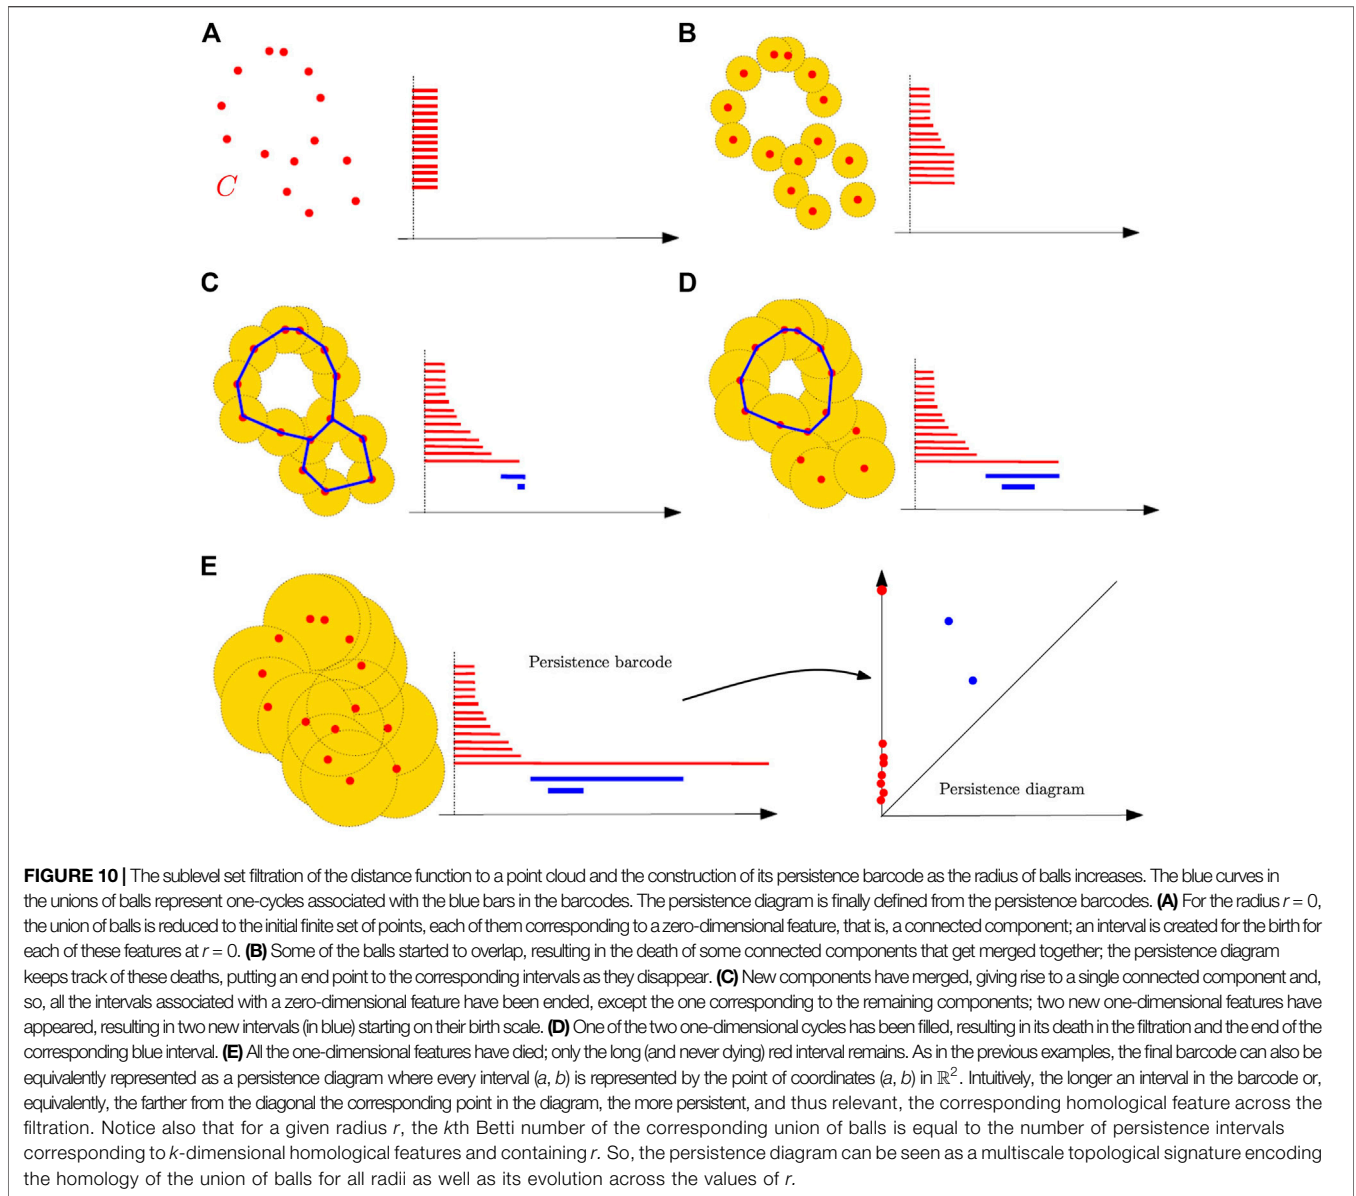 A
B
C
C
D
E
Persistence barcode
Persistence diagram
FIGURE 10 | The sublevel set filtration of the distance function to a point cloud and the construction of its persistence barcode as the radius of balls increases. The blue curves in
the unions of balls represent one-cycles associated with the blue bars in the barcodes. The persistence diagram is finally defined from the persistence barcodes. (A) For the radius r = 0,
the union of balls is reduced to the initial finite set of points, each of them corresponding to a zero-dimensional feature, that is, a connected component; an interval is created for the birth for
each of these features at r = 0. (B) Some of the balls started to overlap, resulting in the death of some connected components that get merged together; the persistence diagram
keeps track of these deaths, putting an end point to the corresponding intervals as they disappear. (C) New components have merged, giving rise to a single connected component and,
so, all the intervals associated with a zero-dimensional feature have been ended, except the one corresponding to the remaining components; two new one-dimensional features have
appeared, resulting in two new intervals (in blue) starting on their birth scale. (D) One of the two one-dimensional cycles has been filled, resulting in its death in the filtration and the end of the
corresponding blue interval. (E) All the one-dimensional features have died; only the long (and never dying) red interval remains. As in the previous examples, the final barcode can also be
equivalently represented as a persistence diagram where every interval (a, b) is represented by the point of coordinates (a, b) in ℝ². Intuitively, the longer an interval in the barcode or,
equivalently, the farther from the diagonal the corresponding point in the diagram, the more persistent, and thus relevant, the corresponding homological feature across the
filtration. Notice also that for a given radius r, the kth Betti number of the corresponding union of balls is equal to the number of persistence intervals
corresponding to k-dimensional homological features and containing r. So, the persistence diagram can be seen as a multiscale topological signature encoding
the homology of the union of balls for all radii as well as its evolution across the values of r.